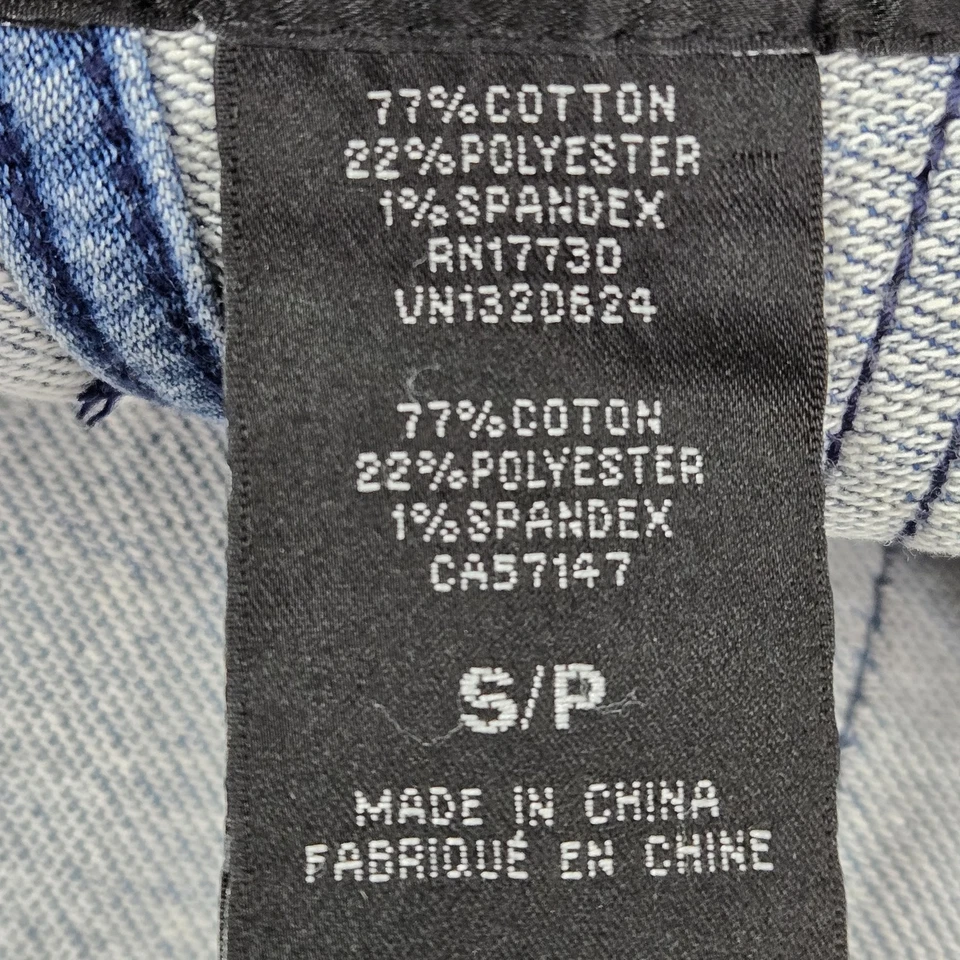 77%COTTON
22%POLYESTER
1%SPANDEX
RN17730
VN1320624
77%COTON
22%POLYESTER
1%SPANDEX
CA57147
S/P
MADE IN CHINA
FABRIQUÉ EN CHINE